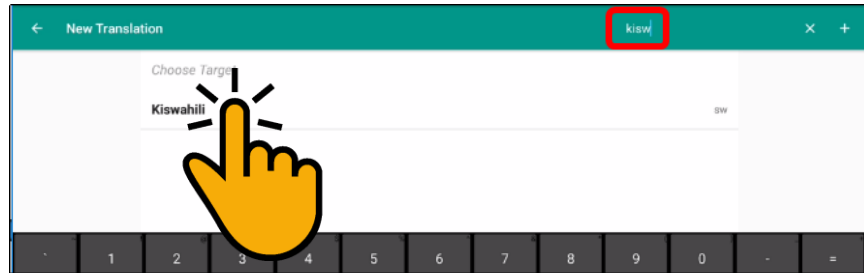 ← New Translation kisw × +
Choose Target
Kiswahili sw
` 1 2 3 4 5 6 7 8 9 0 - =